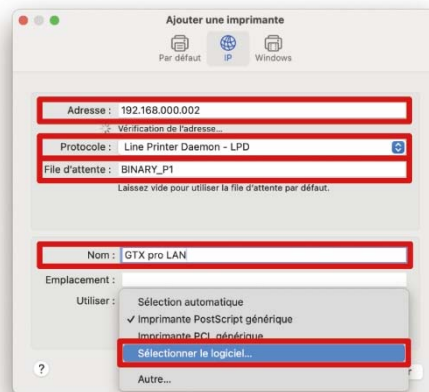 Ajouter une imprimante
Par défaut IP Windows
Adresse : 192.168.000.002
Vérification de l'adresse...
Protocole : Line Printer Daemon - LPD
File d'attente : BINARY_P1
Laissez vide pour utiliser la file d'attente par défaut.
Nom : GTX pro LAN
Emplacement :
Utiliser :
Sélection automatique
✓ Imprimante PostScript générique
Imprimante PCL générique
Sélectionner le logiciel...
Autre...
?